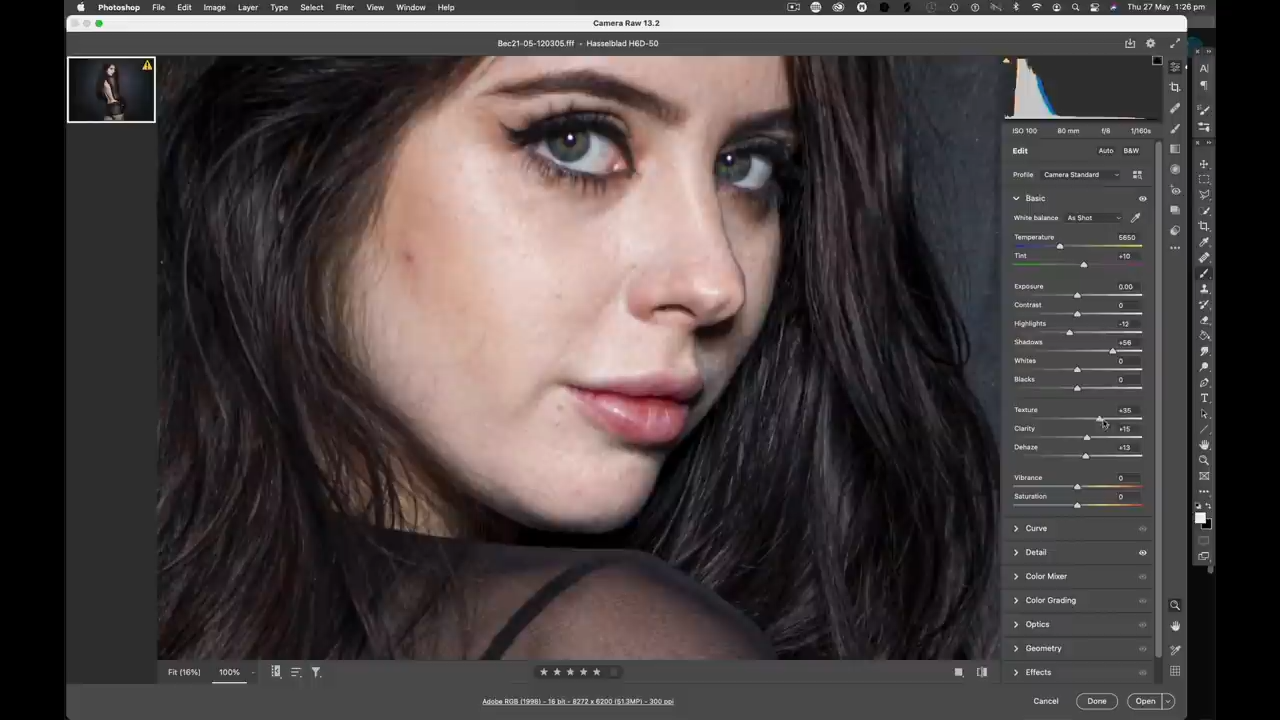 Photoshop File Edit Image Layer Type Select Filter View Window Help Thu 27 May 1:26 pm
Camera Raw 13.2
Bec21-05-120305.fff - Hasselblad H6D-50
ISO 100 80 mm f/8 1/160s
Edit Auto B&W
Profile Camera Standard
Basic
White balance As Shot
Temperature 5650
Tint +10
Exposure 0.00
Contrast 0
Highlights -12
Shadows +56
Whites 0
Blacks 0
Texture +35
Clarity +15
Dehaze +13
Vibrance 0
Saturation 0
Curve
Detail
Color Mixer
Color Grading
Optics
Geometry
Effects
Fit (16%) 100%
Adobe RGB (1998) - 16 bit - 8272 x 6200 (51.3MP) - 300 ppi
Cancel Done Open